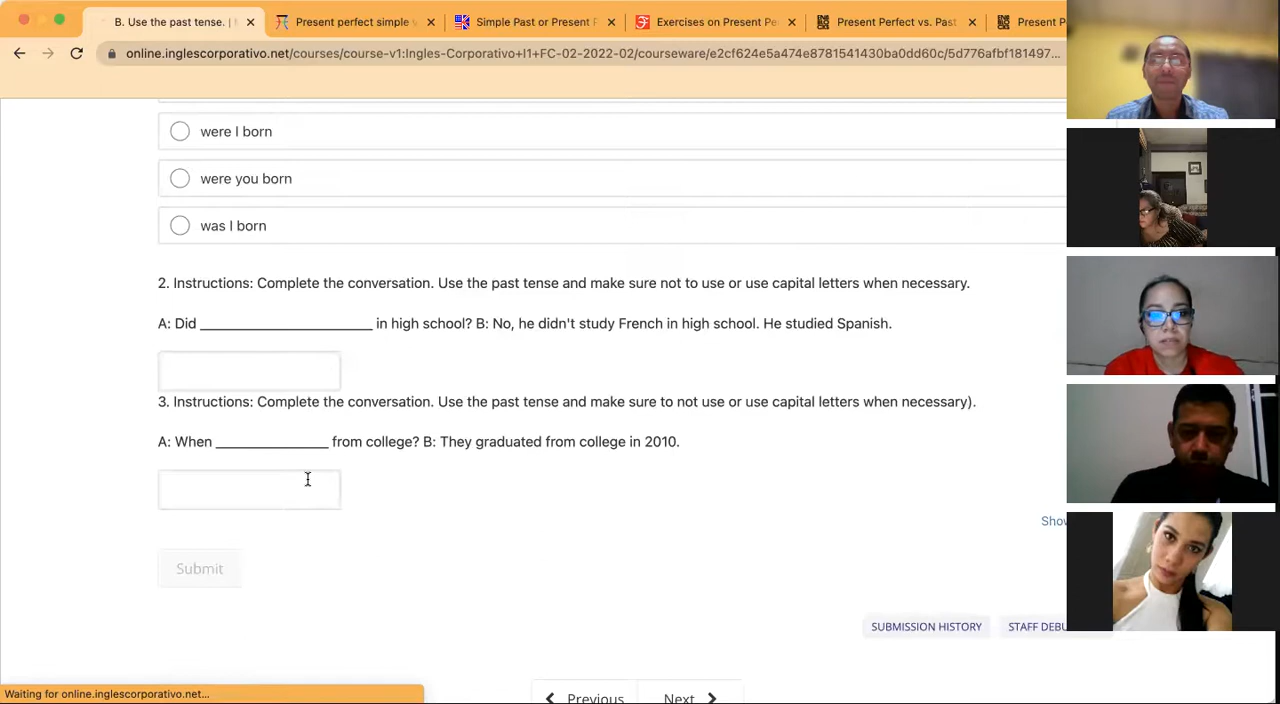 B. Use the past tense. |
Present perfect simple
Simple Past or Present
Exercises on Present Pe
Present Perfect vs. Past
Present P
online.inglescorporativo.net/courses/course-v1:Ingles-Corporativo+I1+FC-02-2022-02/courseware/e2cf624e5a474e8781541430ba0dd60c/5d776afbf181497...
were I born
were you born
was I born
2. Instructions: Complete the conversation. Use the past tense and make sure not to use or use capital letters when necessary.
A: Did ______________________ in high school? B: No, he didn't study French in high school. He studied Spanish.
3. Instructions: Complete the conversation. Use the past tense and make sure to not use or use capital letters when necessary).
A: When ______________ from college? B: They graduated from college in 2010.
Show
Submit
SUBMISSION HISTORY
STAFF DEBU
Previous
Next
Waiting for online.inglescorporativo.net...